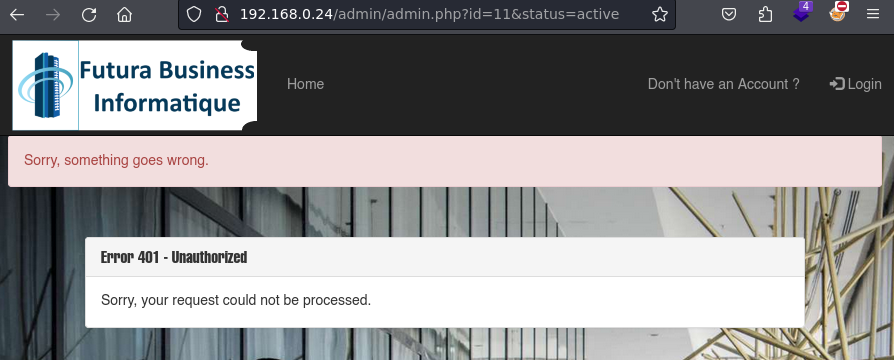 192.168.0.24/admin/admin.php?id=11&status=active
4
Futura Business
Informatique
Home
Don't have an Account ?
Login
Sorry, something goes wrong.
Error 401 - Unauthorized
Sorry, your request could not be processed.